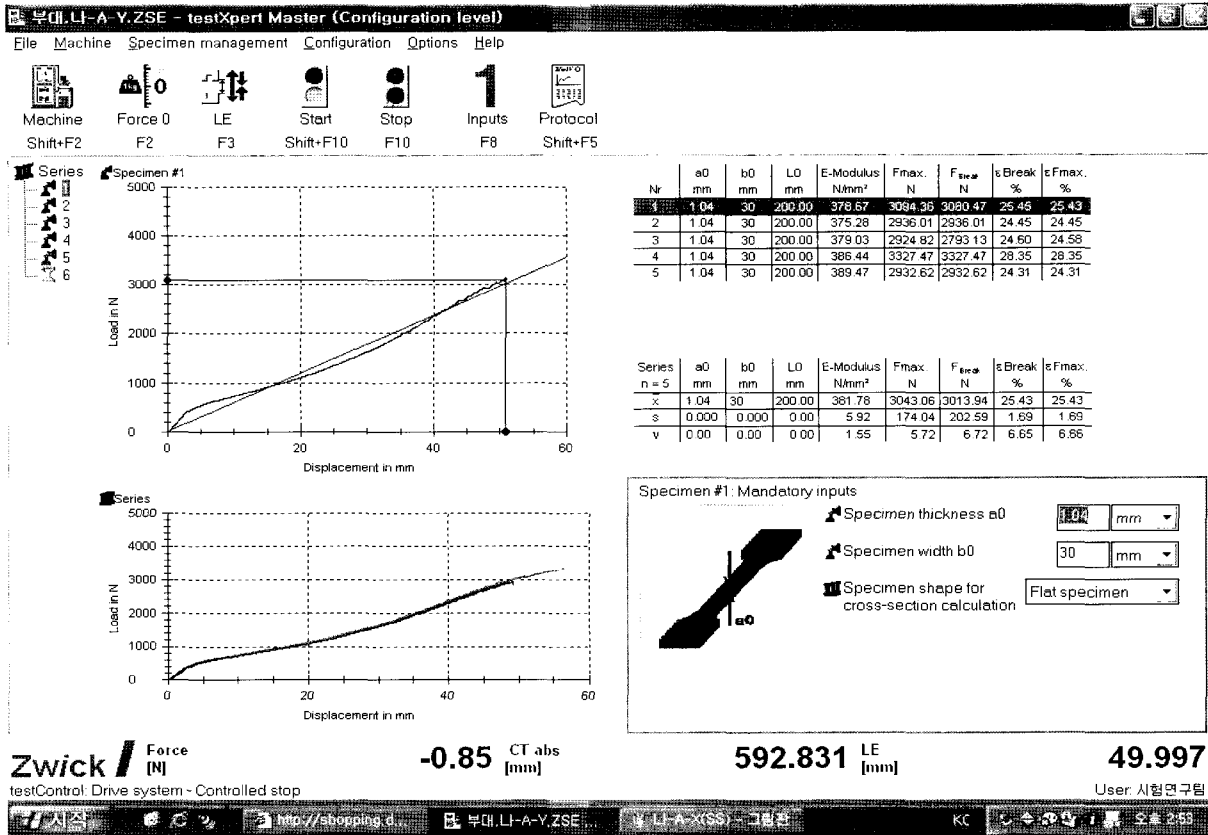 부대.나-A-Y.ZSE - testXpert Master (Configuration level)
File Machine Specimen management Configuration Options Help
Machine Force 0 LE Start Stop Inputs Protocol
Shift+F2 F2 F3 Shift+F10 F10 F8 Shift+F5
Series
1
2
3
4
5
6
Specimen #1
5000
4000
3000
2000
1000
0
Load in N
0 20 40 60
Displacement in mm
Series
5000
4000
3000
2000
1000
0
Load in N
0 20 40 60
Displacement in mm
a0 b0 L0 E-Modulus Fmax. F Break εBreak εFmax.
Nr mm mm mm N/mm² N N % %
1 1.04 30 200.00 378.67 3094.36 3080.47 25.45 25.43
2 1.04 30 200.00 375.28 2936.01 2936.01 24.45 24.45
3 1.04 30 200.00 379.03 2924.82 2793.13 24.60 24.58
4 1.04 30 200.00 386.44 3327.47 3327.47 28.35 28.35
5 1.04 30 200.00 389.47 2932.62 2932.62 24.31 24.31
Series a0 b0 L0 E-Modulus Fmax. F Break εBreak εFmax.
n = 5 mm mm mm N/mm² N N % %
x̄ 1.04 30 200.00 381.78 3043.06 3013.94 25.43 25.43
s 0.000 0.000 0.00 5.92 174.04 202.59 1.69 1.69
ν 0.00 0.00 0.00 1.55 5.72 6.72 6.65 6.66
Specimen #1: Mandatory inputs
Specimen thickness a0 1.04 mm
Specimen width b0 30 mm
Specimen shape for cross-section calculation Flat specimen
a0
Zwick Force [N] -0.85 CT abs [mm] 592.831 LE [mm] 49.997
testControl: Drive system - Controlled stop
User: 시험연구팀
시작 http://shopping.d... 부대.나-A-Y.ZSE ... 나-A-X(SS) - 그림판 KC 오후 2:53